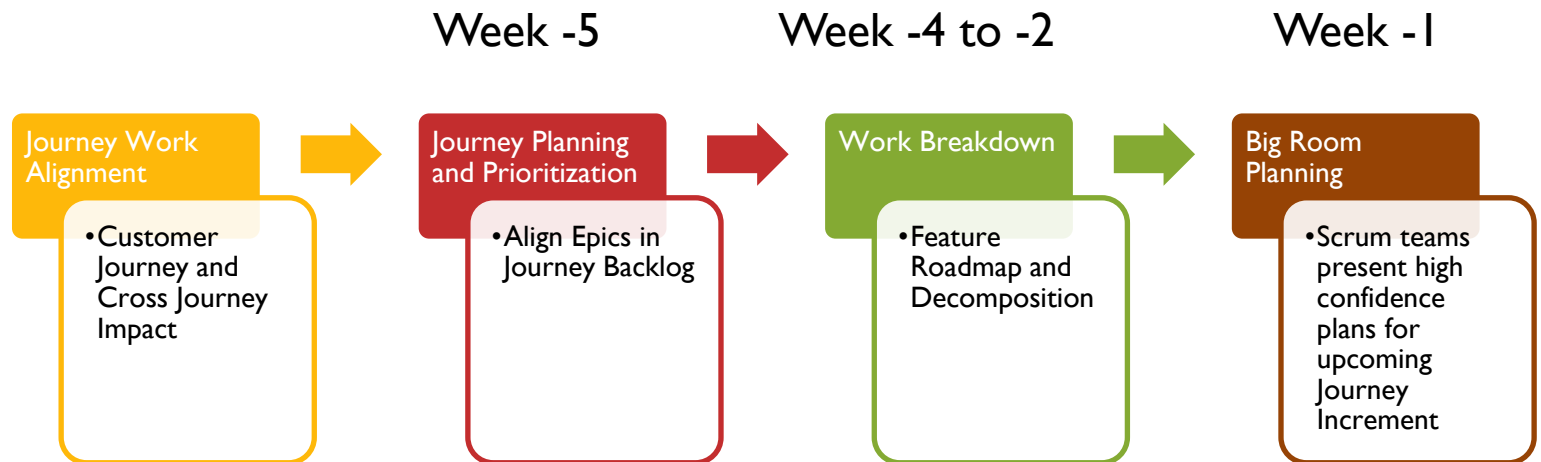 Week -5
Week -4 to -2
Week -1
Journey Work
Alignment
•Customer
Journey and
Cross Journey
Impact
Journey Planning
and Prioritization
•Align Epics in
Journey Backlog
Work Breakdown
•Feature
Roadmap and
Decomposition
Big Room
Planning
•Scrum teams
present high
confidence
plans for
upcoming
Journey
Increment